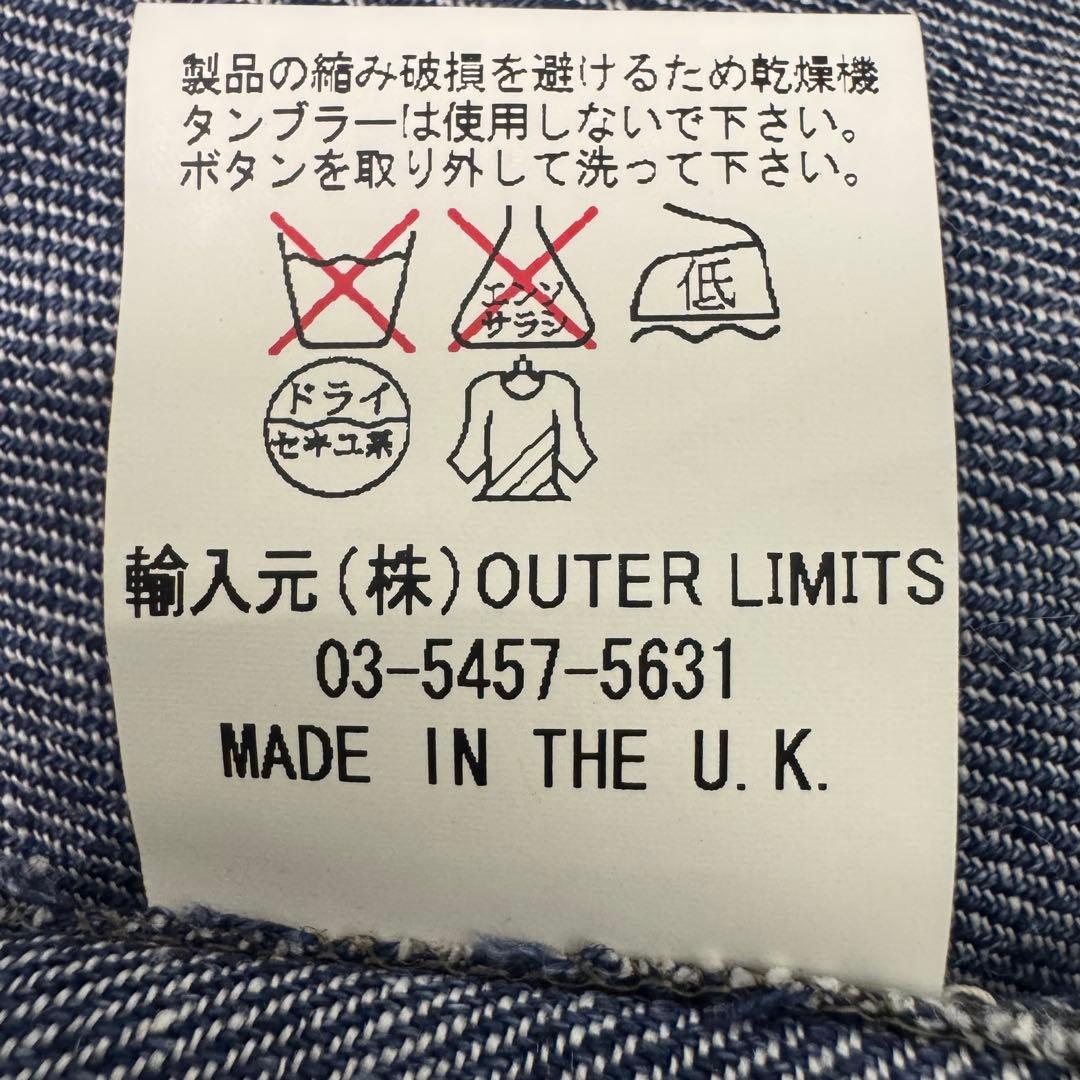 製品の縮み破損を避けるため乾燥機
タンブラーは使用しないで下さい。
ボタンを取り外して洗って下さい。
エンソ
サラシ
低
ドライ
セキユ系
輸入元(株)OUTER LIMITS
03-5457-5631
MADE IN THE U.K.